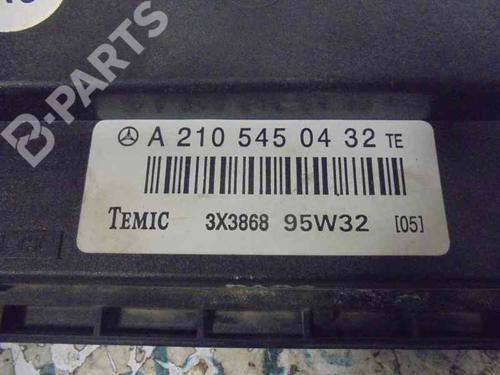 B-PARTS
A 210 545 04 32 TE
TEMIC 3X3868 95W32 [05]